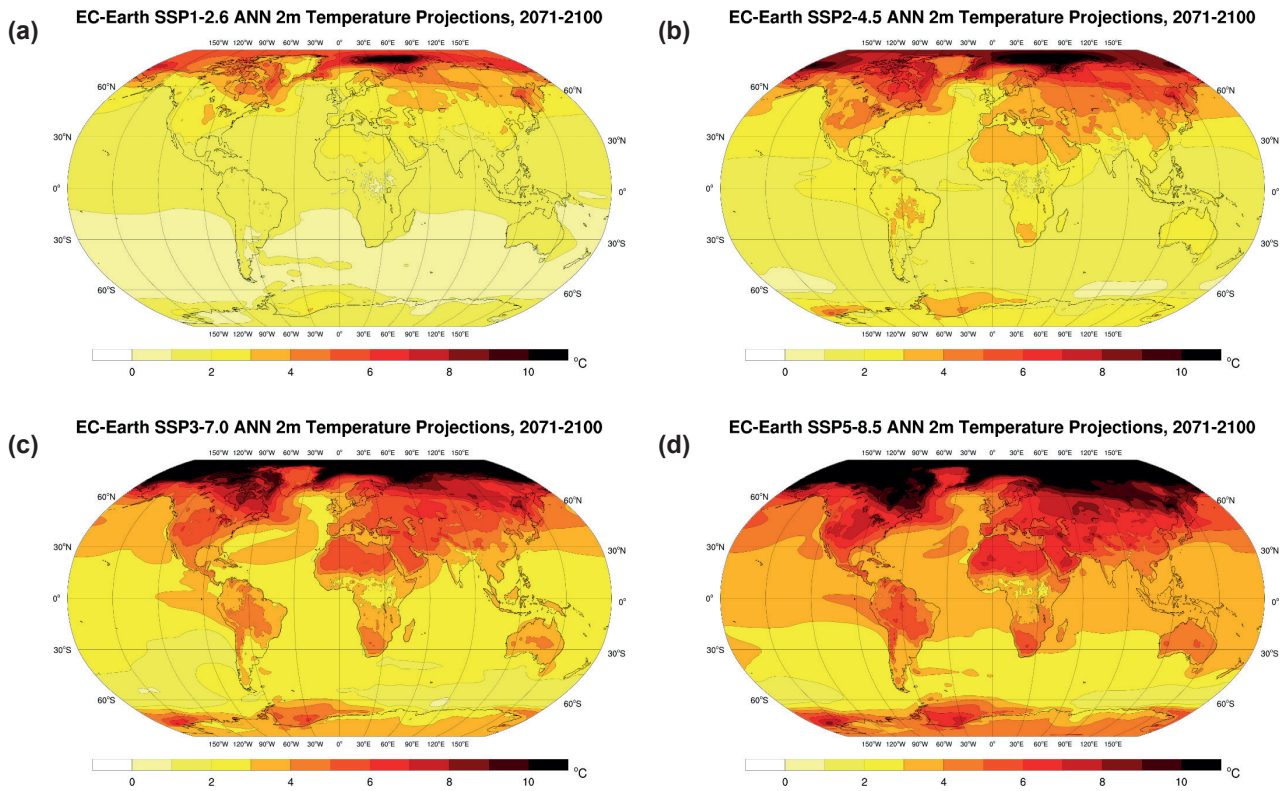 EC-Earth SSP1-2.6 ANN 2m Temperature Projections, 2071-2100
(a)
150°W 120°W 90°W 60°W 30°W 0° 30°E 60°E 90°E 120°E 150°E
60°N 60°N
30°N 30°N
0° 0°
30°S 30°S
60°S 60°S
150°W 120°W 90°W 60°W 30°W 0° 30°E 60°E 90°E 120°E 150°E
0 2 4 6 8 10 °C
EC-Earth SSP2-4.5 ANN 2m Temperature Projections, 2071-2100
(b)
150°W 120°W 90°W 60°W 30°W 0° 30°E 60°E 90°E 120°E 150°E
60°N 60°N
30°N 30°N
0° 0°
30°S 30°S
60°S 60°S
150°W 120°W 90°W 60°W 30°W 0° 30°E 60°E 90°E 120°E 150°E
0 2 4 6 8 10 °C
EC-Earth SSP3-7.0 ANN 2m Temperature Projections, 2071-2100
(c)
150°W 120°W 90°W 60°W 30°W 0° 30°E 60°E 90°E 120°E 150°E
60°N 60°N
30°N 30°N
0° 0°
30°S 30°S
60°S 60°S
150°W 120°W 90°W 60°W 30°W 0° 30°E 60°E 90°E 120°E 150°E
0 2 4 6 8 10 °C
EC-Earth SSP5-8.5 ANN 2m Temperature Projections, 2071-2100
(d)
150°W 120°W 90°W 60°W 30°W 0° 30°E 60°E 90°E 120°E 150°E
60°N 60°N
30°N 30°N
0° 0°
30°S 30°S
60°S 60°S
150°W 120°W 90°W 60°W 30°W 0° 30°E 60°E 90°E 120°E 150°E
0 2 4 6 8 10 °C